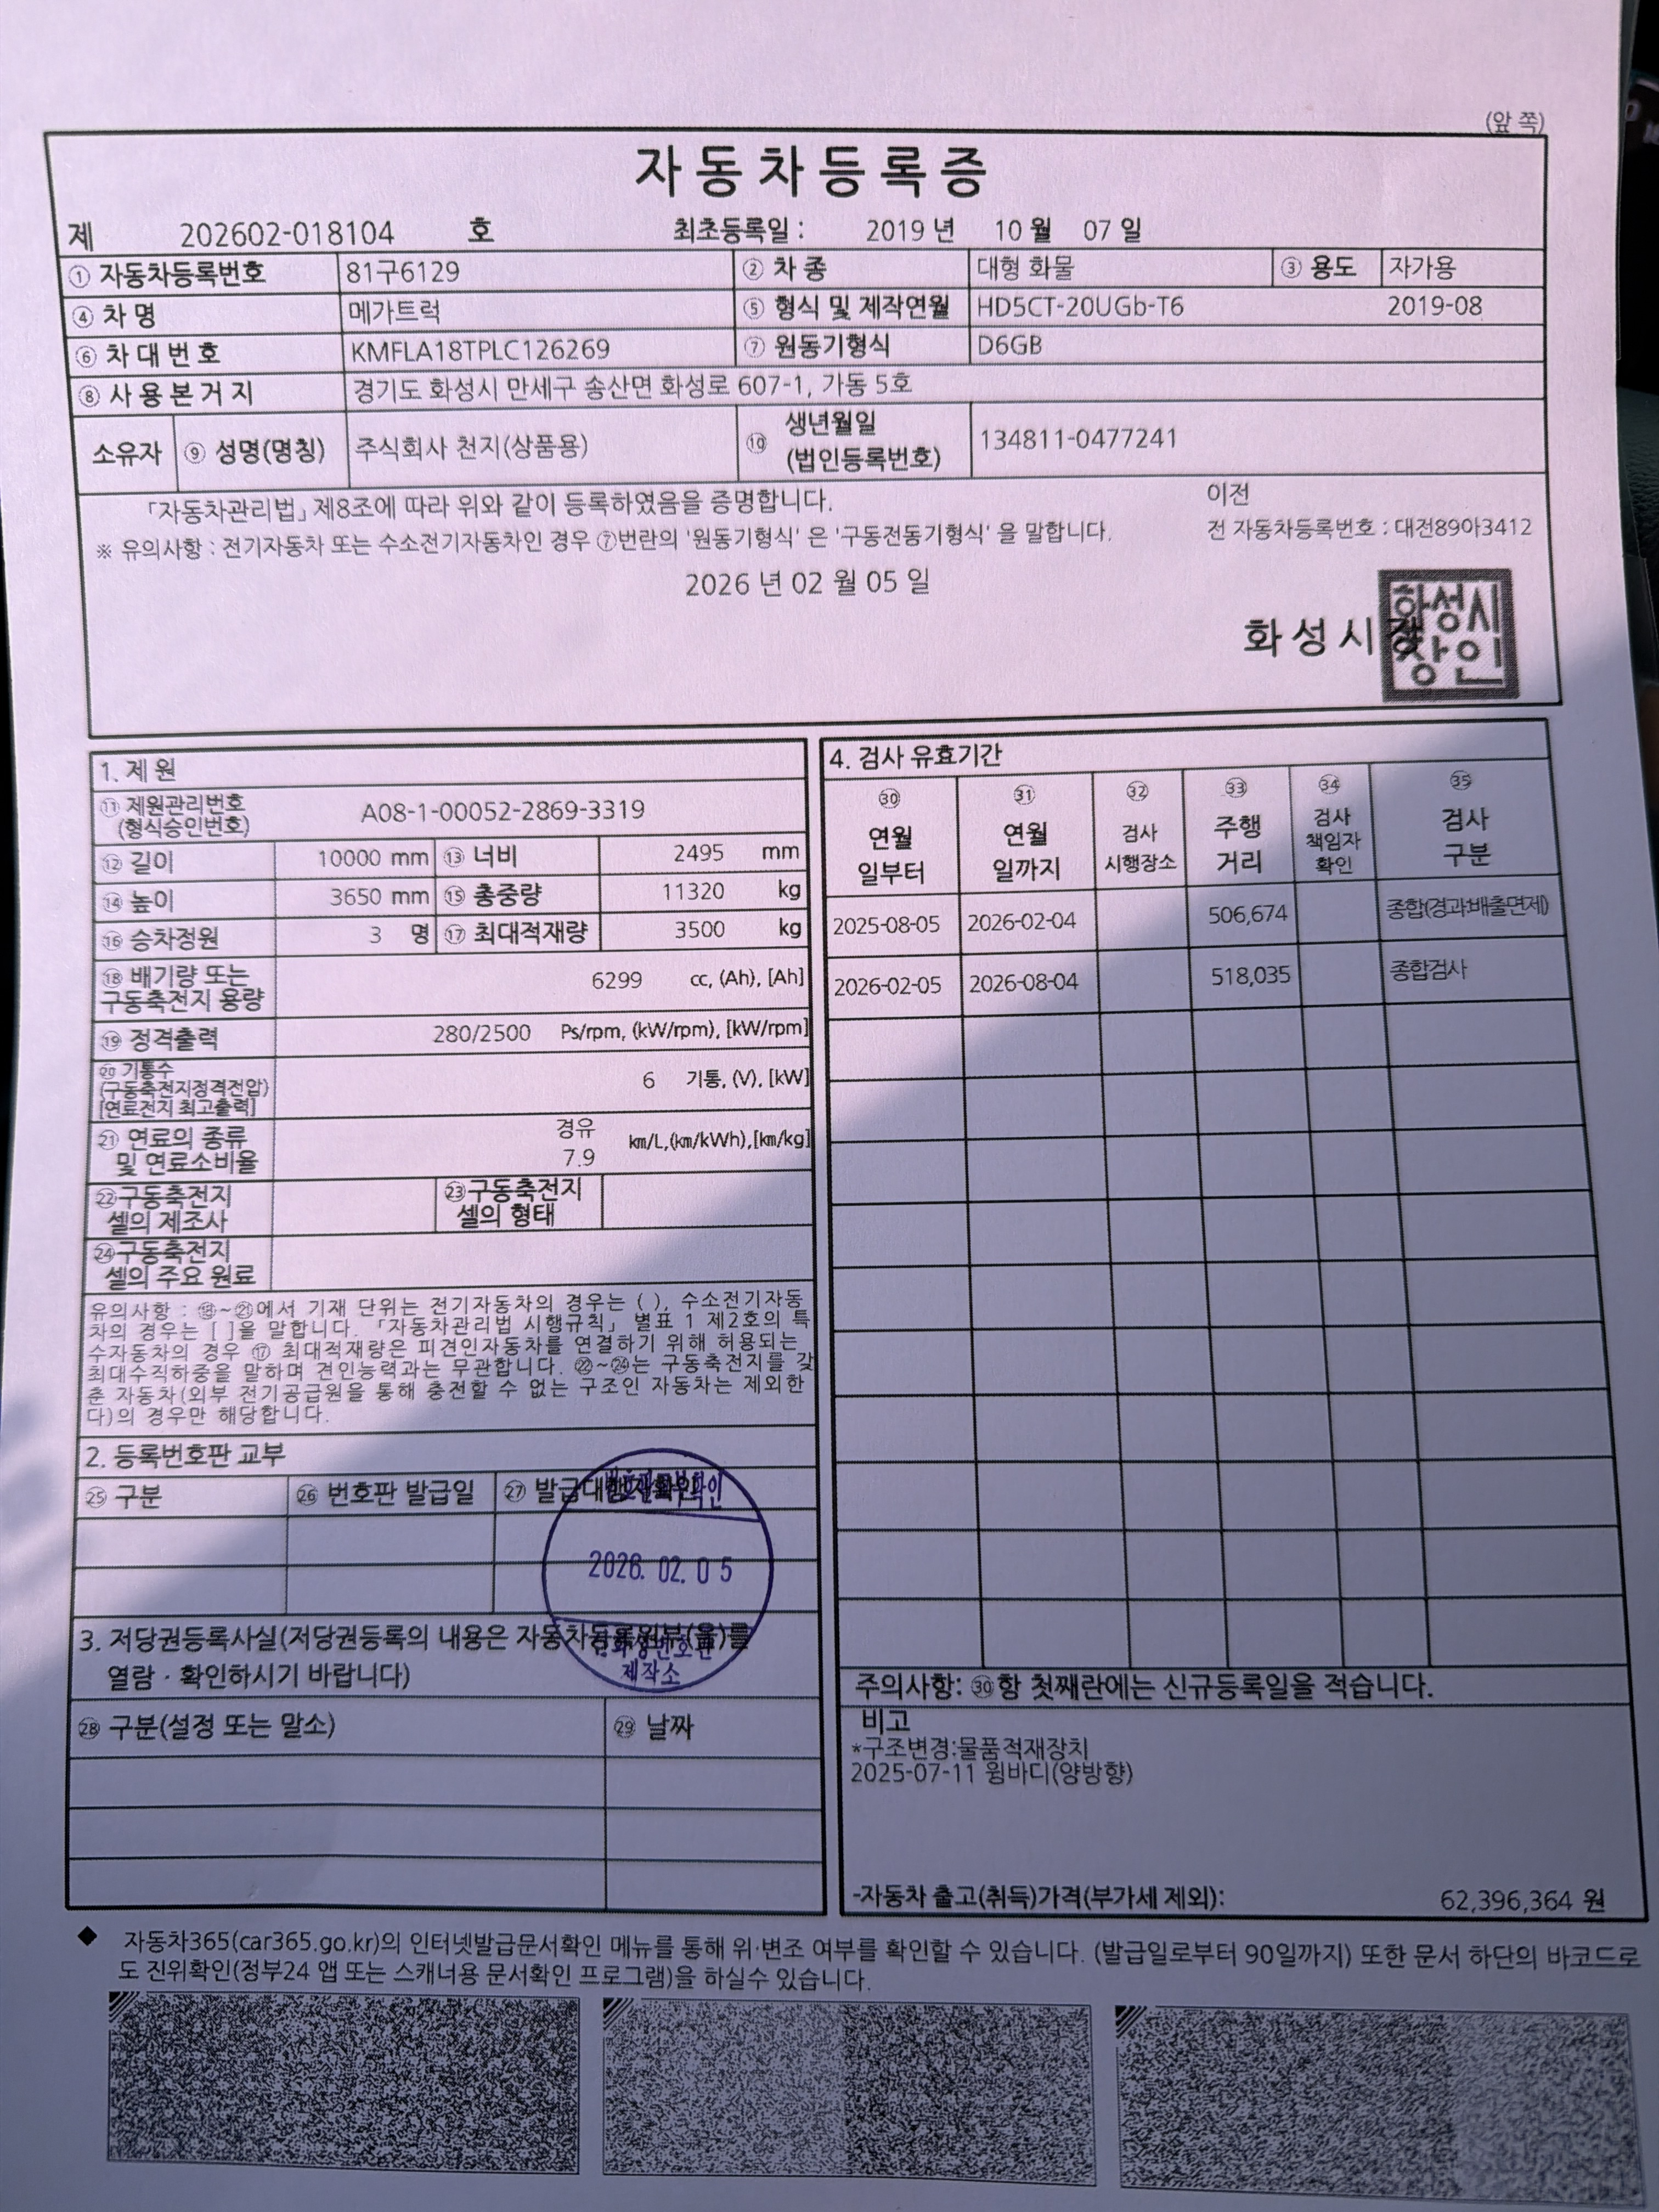 (앞 쪽)
자동차등록증
제 202602-018104 호 최초등록일 : 2019 년 10 월 07 일
① 자동차등록번호 81구6129 ② 차 종 대형 화물 ③ 용도 자가용
④ 차 명 메가트럭 ⑤ 형식 및 제작연월 HD5CT-20UGb-T6 2019-08
⑥ 차 대 번 호 KMFLA18TPLC126269 ⑦ 원동기형식 D6GB
⑧ 사 용 본 거 지 경기도 화성시 만세구 송산면 화성로 607-1, 가동 5호
소유자 ⑨ 성명(명칭) 주식회사 천지(상품용) ⑩ 생년월일
(법인등록번호) 134811-0477241
「자동차관리법」 제8조에 따라 위와 같이 등록하였음을 증명합니다. 이전
※ 유의사항 : 전기자동차 또는 수소전기자동차인 경우 ⑦번란의 '원동기형식' 은 '구동전동기형식' 을 말합니다. 전 자동차등록번호 : 대전89아3412
2026 년 02 월 05 일
화 성 시 장
화성시
장인
1. 제 원
⑪ 제원관리번호
(형식승인번호) A08-1-00052-2869-3319
⑫ 길이 10000 mm ⑬ 너비 2495 mm
⑭ 높이 3650 mm ⑮ 총중량 11320 kg
⑯ 승차정원 3 명 ⑰ 최대적재량 3500 kg
⑱ 배기량 또는
구동축전지 용량 6299 cc, (Ah), [Ah]
⑲ 정격출력 280/2500 Ps/rpm, (kW/rpm), [kW/rpm]
⑳ 기통수
(구동축전지정격전압)
[연료전지 최고출력] 6 기통, (V), [kW]
㉑ 연료의 종류 경유
및 연료소비율 7.9 km/L,(km/kWh),[km/kg]
㉒구동축전지
셀의 제조사
㉓구동축전지
셀의 형태
㉔구동축전지
셀의 주요 원료
유의사항 : ⑱~㉑에서 기재 단위는 전기자동차의 경우는 ( ), 수소전기자동
차의 경우는 [ ]을 말합니다. 「자동차관리법 시행규칙」 별표 1 제2호의 특
수자동차의 경우 ⑰ 최대적재량은 피견인자동차를 연결하기 위해 허용되는
최대수직하중을 말하며 견인능력과는 무관합니다. ㉒~㉔는 구동축전지를 갖
춘 자동차(외부 전기공급원을 통해 충전할 수 없는 구조인 자동차는 제외한
다)의 경우만 해당합니다.
2. 등록번호판 교부
㉕ 구분 ㉖ 번호판 발급일 ㉗ 발급대행자확인
2026. 02. 0 5
제작소
3. 저당권등록사실(저당권등록의 내용은 자동차등록원부(을)를
열람 · 확인하시기 바랍니다)
㉘ 구분(설정 또는 말소) ㉙ 날짜
4. 검사 유효기간
㉚ 연월
일부터
㉛ 연월
일까지
㉜ 검사
시행장소
㉝ 주행
거리
㉞ 검사
책임자
확인
㉟ 검사
구분
2025-08-05 2026-02-04 506,674 종합(경과:배출면제)
2026-02-05 2026-08-04 518,035 종합검사
주의사항: ㉚항 첫째란에는 신규등록일을 적습니다.
비고
*구조변경:물품적재장치
2025-07-11 윙바디(양방향)
-자동차 출고(취득)가격(부가세 제외): 62,396,364 원
◆ 자동차365(car365.go.kr)의 인터넷발급문서확인 메뉴를 통해 위·변조 여부를 확인할 수 있습니다. (발급일로부터 90일까지) 또한 문서 하단의 바코드로
도 진위확인(정부24 앱 또는 스캐너용 문서확인 프로그램)을 하실수 있습니다.